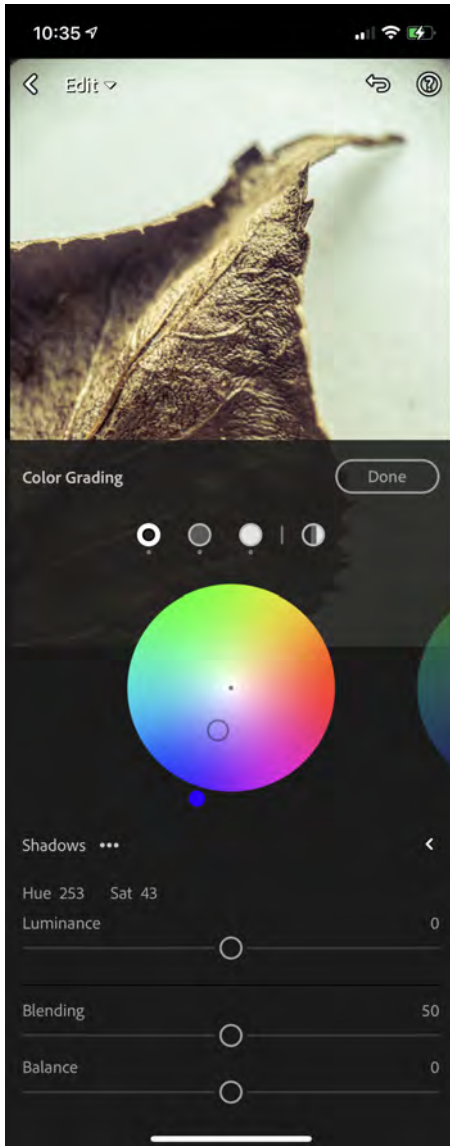 10:35
Edit
Color Grading
Done
Shadows
Hue 253 Sat 43
Luminance 0
Blending 50
Balance 0